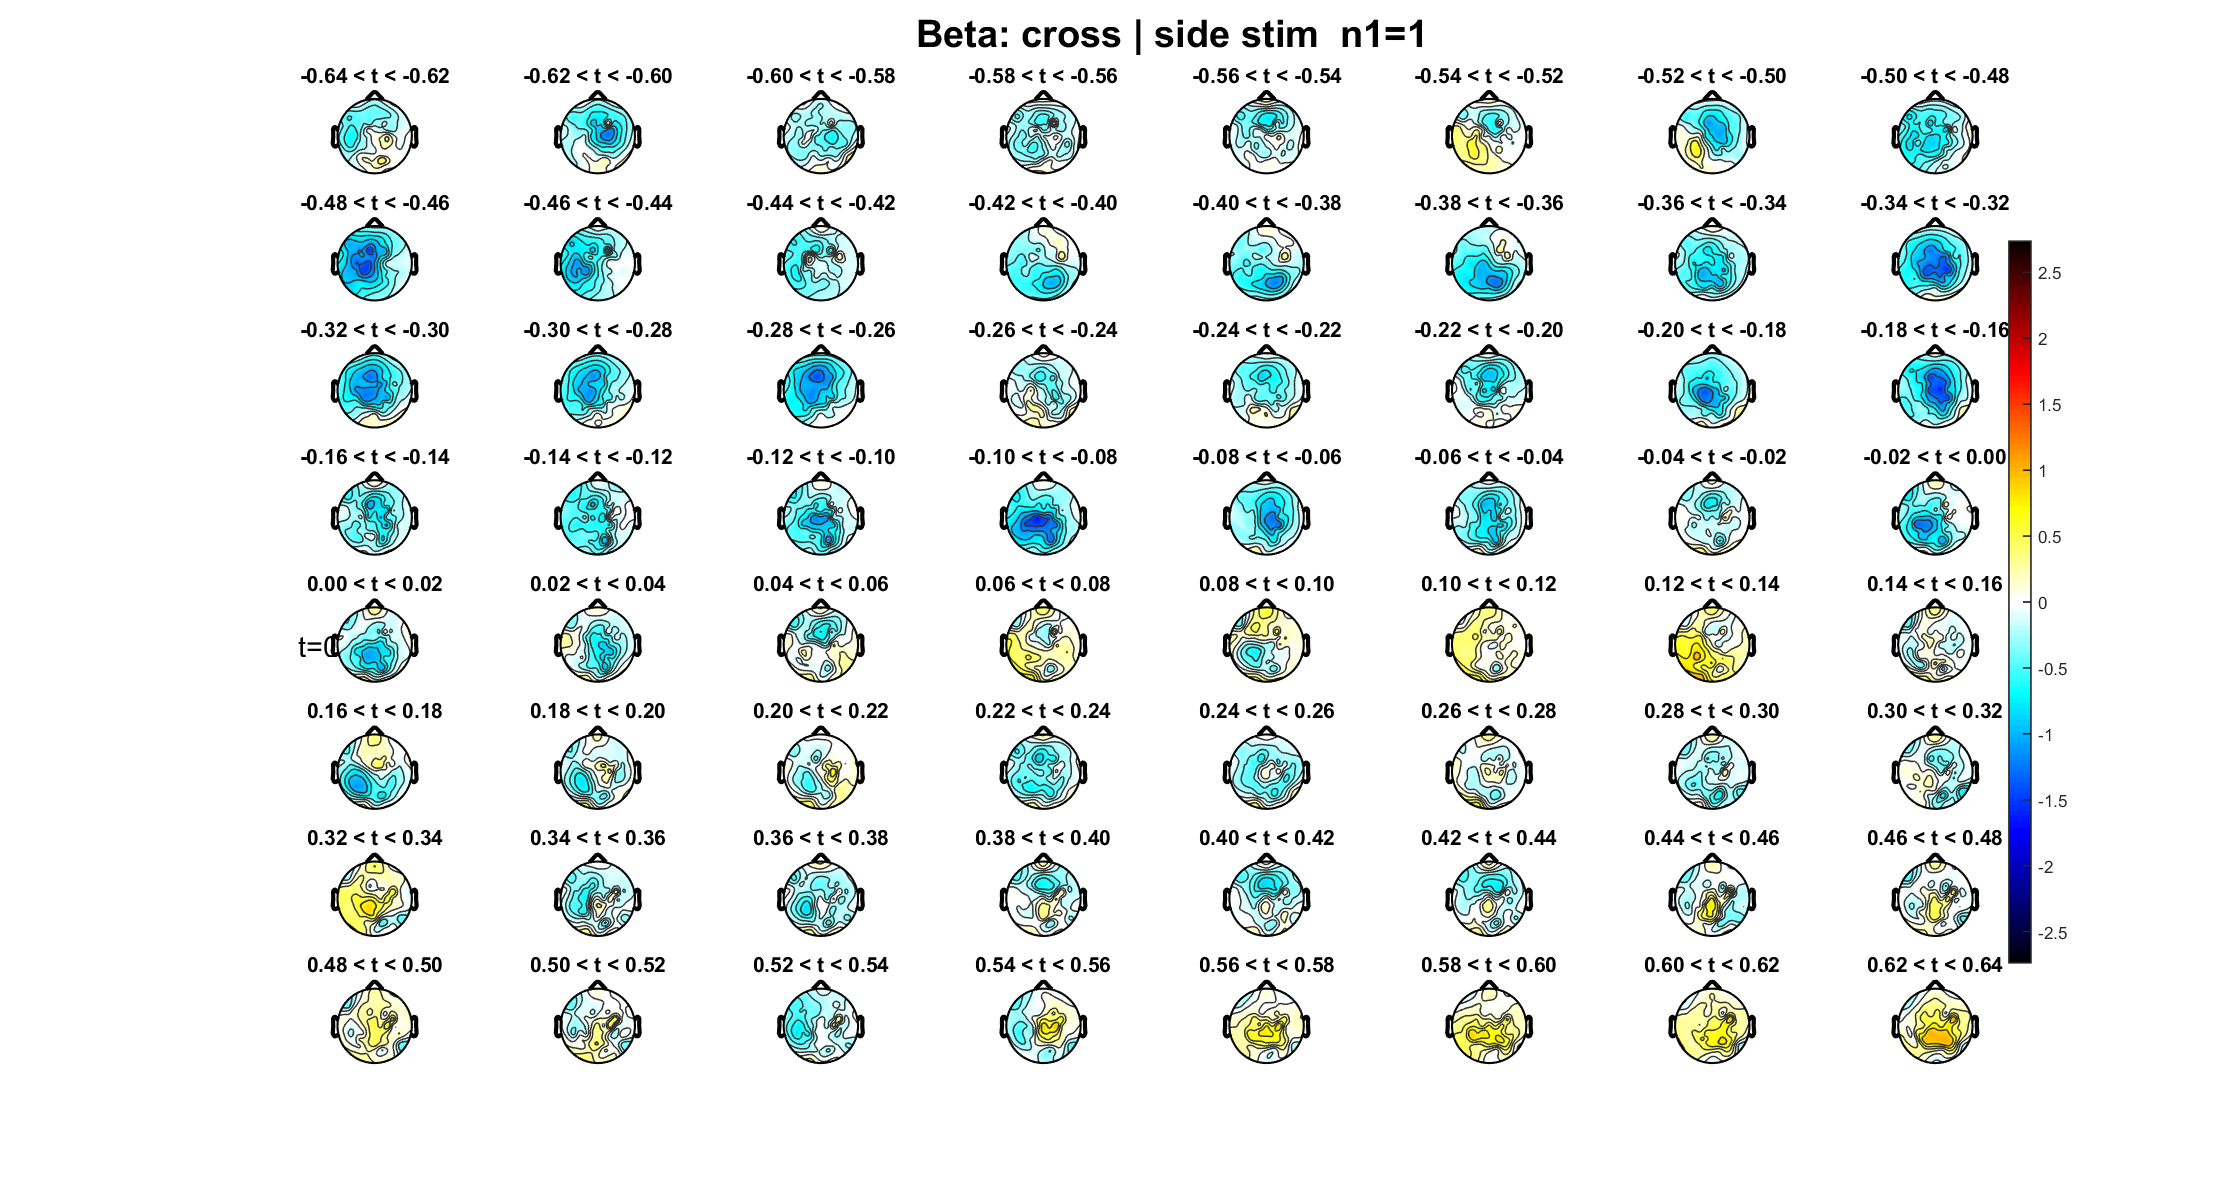 Beta: cross | side stim  n1=1
-0.64 < t < -0.62 -0.62 < t < -0.60 -0.60 < t < -0.58 -0.58 < t < -0.56 -0.56 < t < -0.54 -0.54 < t < -0.52 -0.52 < t < -0.50 -0.50 < t < -0.48
-0.48 < t < -0.46 -0.46 < t < -0.44 -0.44 < t < -0.42 -0.42 < t < -0.40 -0.40 < t < -0.38 -0.38 < t < -0.36 -0.36 < t < -0.34 -0.34 < t < -0.32
-0.32 < t < -0.30 -0.30 < t < -0.28 -0.28 < t < -0.26 -0.26 < t < -0.24 -0.24 < t < -0.22 -0.22 < t < -0.20 -0.20 < t < -0.18 -0.18 < t < -0.16
-0.16 < t < -0.14 -0.14 < t < -0.12 -0.12 < t < -0.10 -0.10 < t < -0.08 -0.08 < t < -0.06 -0.06 < t < -0.04 -0.04 < t < -0.02 -0.02 < t < 0.00
0.00 < t < 0.02 0.02 < t < 0.04 0.04 < t < 0.06 0.06 < t < 0.08 0.08 < t < 0.10 0.10 < t < 0.12 0.12 < t < 0.14 0.14 < t < 0.16
t=0
0.16 < t < 0.18 0.18 < t < 0.20 0.20 < t < 0.22 0.22 < t < 0.24 0.24 < t < 0.26 0.26 < t < 0.28 0.28 < t < 0.30 0.30 < t < 0.32
0.32 < t < 0.34 0.34 < t < 0.36 0.36 < t < 0.38 0.38 < t < 0.40 0.40 < t < 0.42 0.42 < t < 0.44 0.44 < t < 0.46 0.46 < t < 0.48
0.48 < t < 0.50 0.50 < t < 0.52 0.52 < t < 0.54 0.54 < t < 0.56 0.56 < t < 0.58 0.58 < t < 0.60 0.60 < t < 0.62 0.62 < t < 0.64
2.5
2
1.5
1
0.5
0
-0.5
-1
-1.5
-2
-2.5